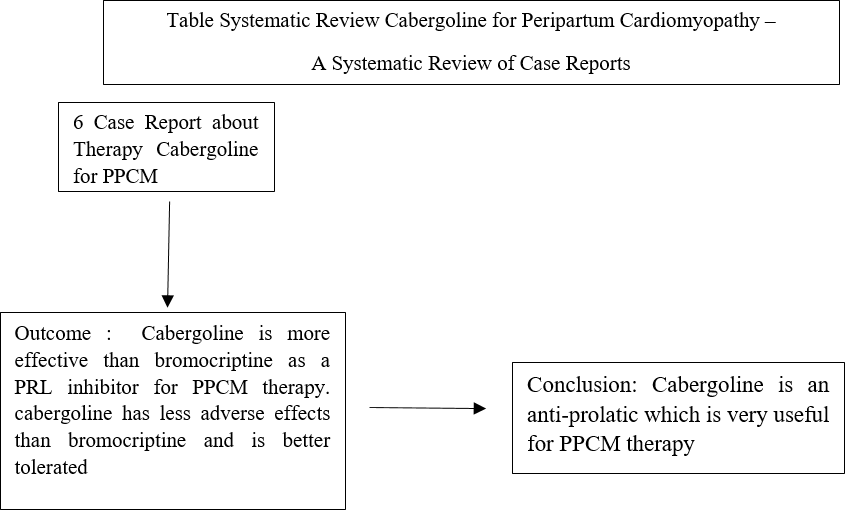 Table Systematic Review Cabergoline for Peripartum Cardiomyopathy –
A Systematic Review of Case Reports
6 Case Report about
Therapy Cabergoline
for PPCM
Outcome : Cabergoline is more
effective than bromocriptine as a
PRL inhibitor for PPCM therapy.
cabergoline has less adverse effects
than bromocriptine and is better
tolerated
Conclusion: Cabergoline is an
anti-prolatic which is very useful
for PPCM therapy